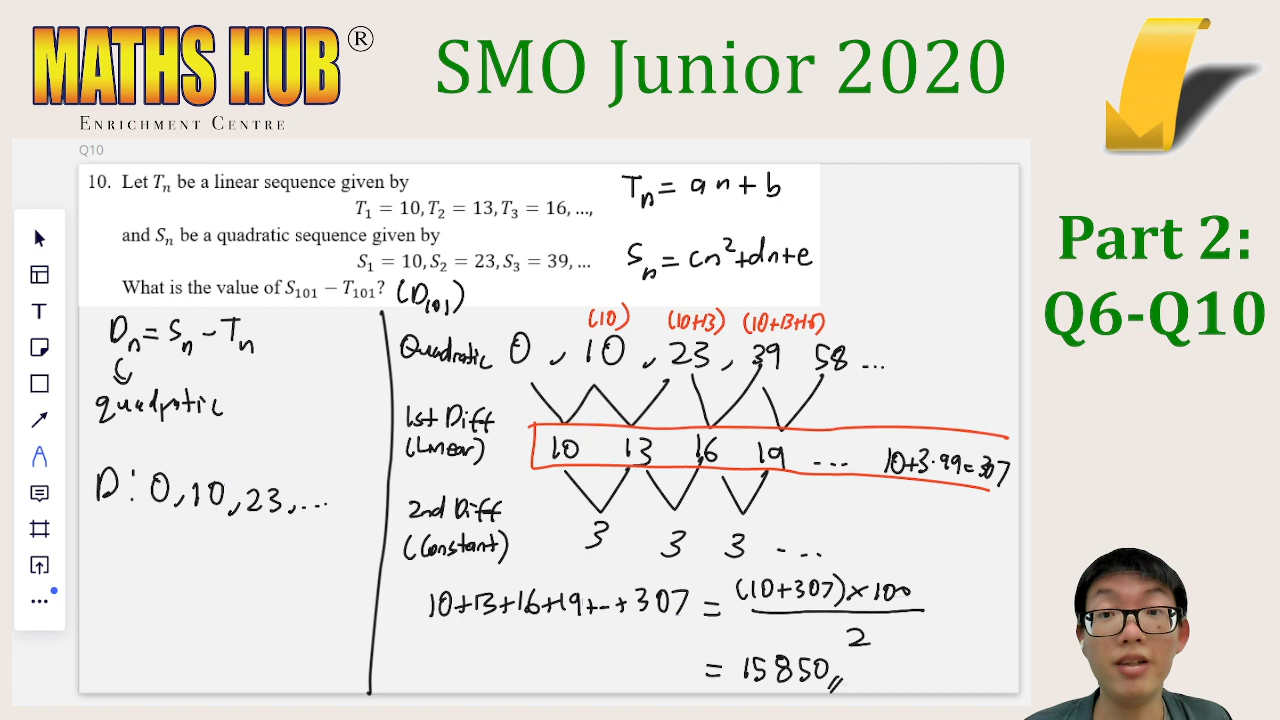 MATHS HUB®
ENRICHMENT CENTRE
SMO Junior 2020
Part 2:
Q6-Q10
Q10
10. Let Tₙ be a linear sequence given by
T₁ = 10, T₂ = 13, T₃ = 16, ...,
and Sₙ be a quadratic sequence given by
S₁ = 10, S₂ = 23, S₃ = 39, ...
What is the value of S₁₀₁ − T₁₀₁? (D₁₀₁)
Tₙ = an + b
Sₙ = cn² + dn + e
Dₙ = Sₙ − Tₙ
quadratic
D: 0, 10, 23, ...
(10) (10+13) (10+13+16)
Quadratic 0, 10, 23, 39 58 ...
1st Diff
(Linear) 10 13 16 19 ... 10+3·99=307
2nd Diff
(Constant) 3 3 3 ...
10+13+16+19+...+307 = (10+307)×100
2
= 15850
T
A